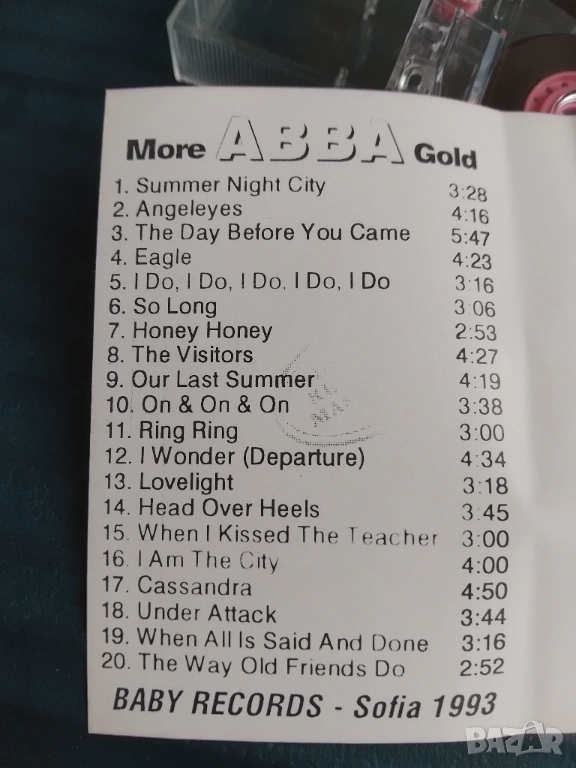 More ABBA Gold
1. Summer Night City 3:28
2. Angeleyes 4:16
3. The Day Before You Came 5:47
4. Eagle 4:23
5. I Do, I Do, I Do, I Do, I Do 3:16
6. So Long 3:06
7. Honey Honey 2:53
8. The Visitors 4:27
9. Our Last Summer 4:19
10. On & On & On 3:38
11. Ring Ring 3:00
12. I Wonder (Departure) 4:34
13. Lovelight 3:18
14. Head Over Heels 3:45
15. When I Kissed The Teacher 3:00
16. I Am The City 4:00
17. Cassandra 4:50
18. Under Attack 3:44
19. When All Is Said And Done 3:16
20. The Way Old Friends Do 2:52
BABY RECORDS - Sofia 1993
BAZAR